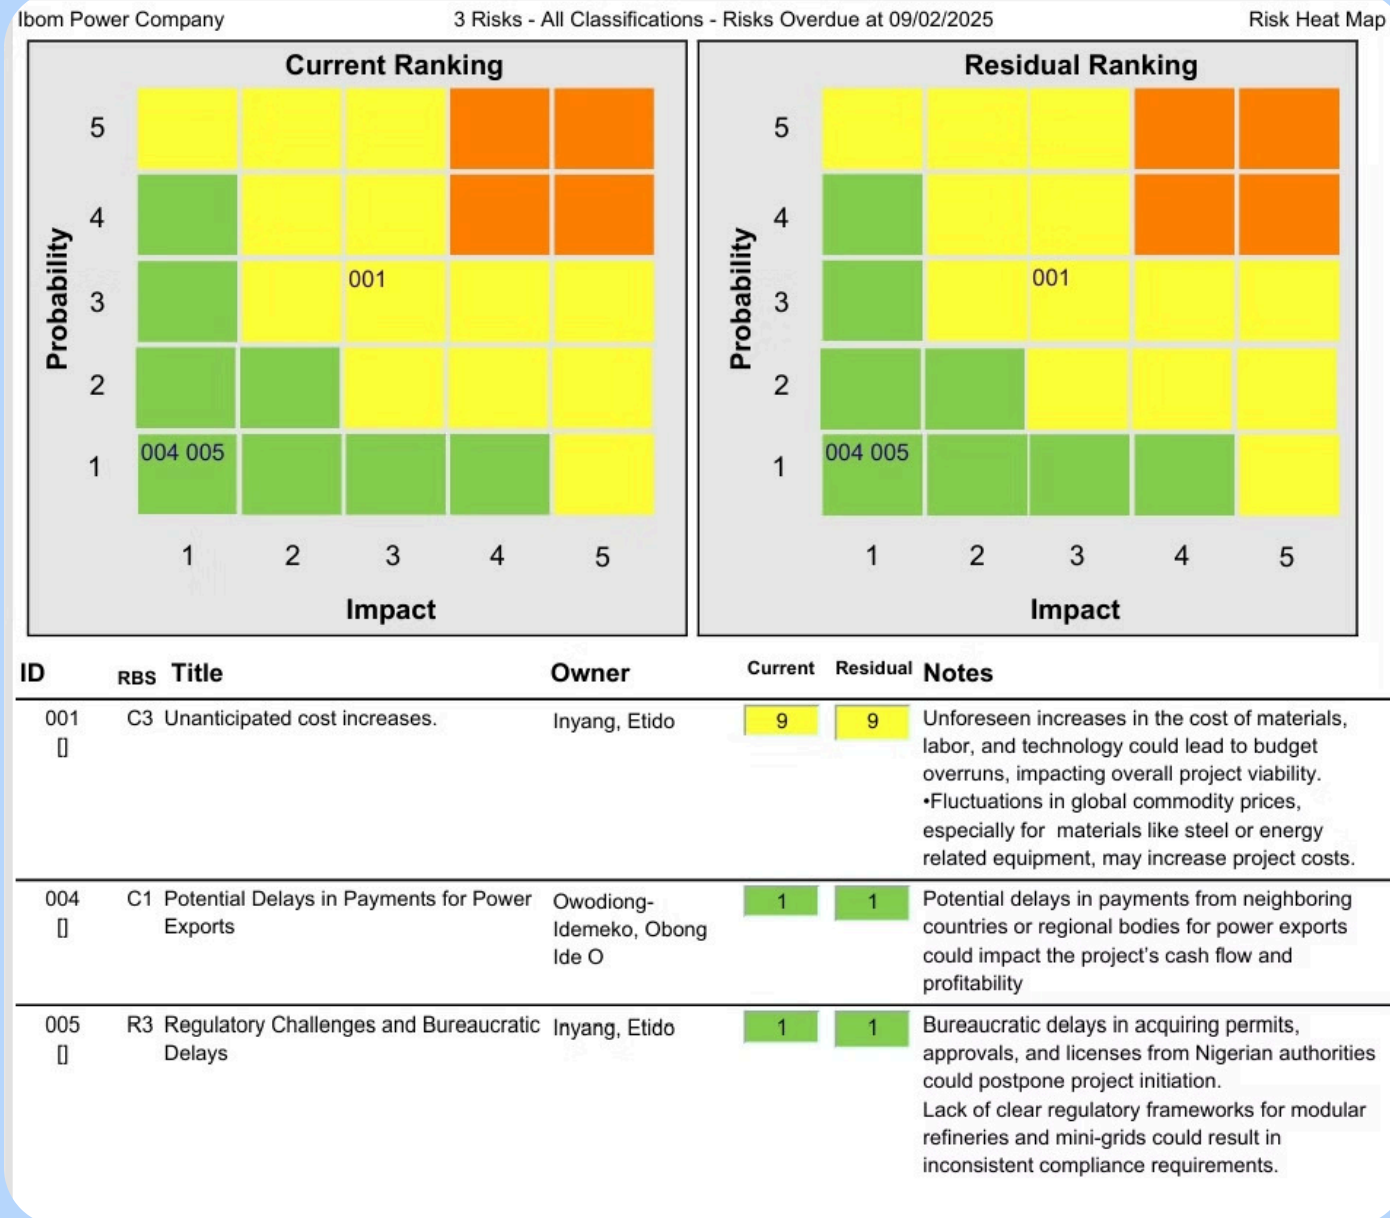 Ibom Power Company 3 Risks - All Classifications - Risks Overdue at 09/02/2025 Risk Heat Map
Current Ranking
5
4
3 001
2
1 004 005
1 2 3 4 5
Probability
Impact
Residual Ranking
5
4
3 001
2
1 004 005
1 2 3 4 5
Probability
Impact
ID RBS Title Owner Current Residual Notes
001 C3 Unanticipated cost increases. Inyang, Etido 9 9 Unforeseen increases in the cost of materials,
[] labor, and technology could lead to budget
overruns, impacting overall project viability.
•Fluctuations in global commodity prices,
especially for materials like steel or energy
related equipment, may increase project costs.
004 C1 Potential Delays in Payments for Power Owodiong- 1 1 Potential delays in payments from neighboring
[] Exports Idemeko, Obong countries or regional bodies for power exports
Ide O could impact the project's cash flow and
profitability
005 R3 Regulatory Challenges and Bureaucratic Inyang, Etido 1 1 Bureaucratic delays in acquiring permits,
[] Delays approvals, and licenses from Nigerian authorities
could postpone project initiation.
Lack of clear regulatory frameworks for modular
refineries and mini-grids could result in
inconsistent compliance requirements.